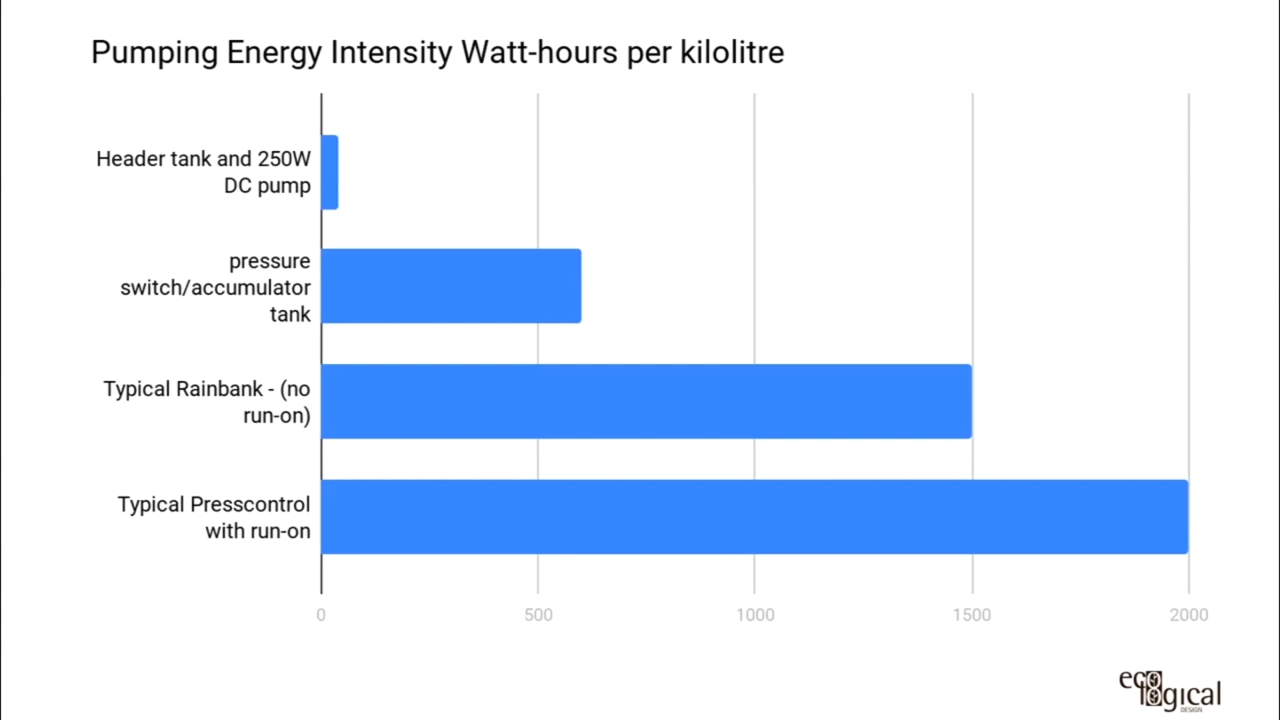 Pumping Energy Intensity Watt-hours per kilolitre
Header tank and 250W
DC pump
pressure
switch/accumulator
tank
Typical Rainbank - (no
run-on)
Typical Presscontrol
with run-on
0 500 1000 1500 2000
ecological
DESIGN